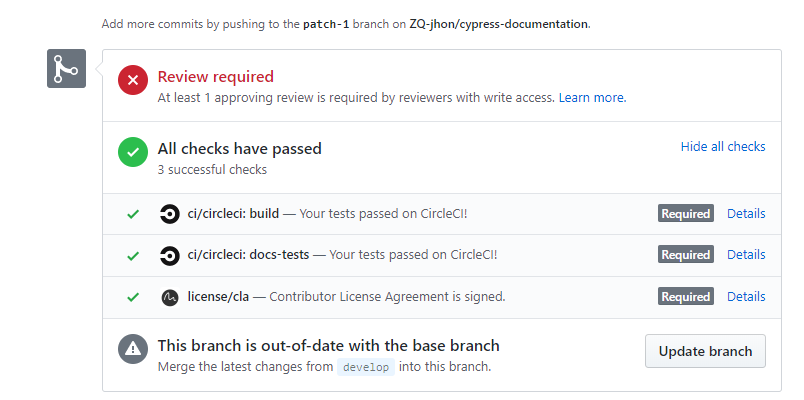 Add more commits by pushing to the patch-1 branch on ZQ-jhon/cypress-documentation.
Review required
At least 1 approving review is required by reviewers with write access. Learn more.
All checks have passed
Hide all checks
3 successful checks
ci/circleci: build — Your tests passed on CircleCI! Required Details
ci/circleci: docs-tests — Your tests passed on CircleCI! Required Details
license/cla — Contributor License Agreement is signed. Required Details
This branch is out-of-date with the base branch
Merge the latest changes from develop into this branch.
Update branch